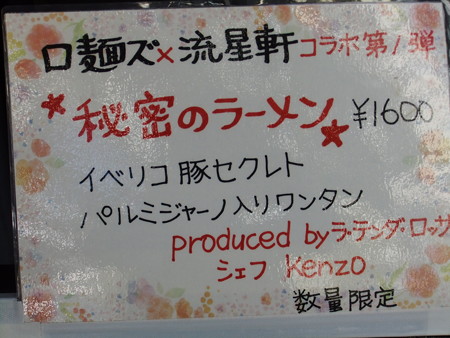 ロ麺ズ×流星軒コラボ第1弾
★秘密のラーメン★ ¥1600
イベリコ豚セクレト
パルミジャーノ入りワンタン
produced by ラ・テンダ・ロッサ
シェフ Kenzo
数量限定